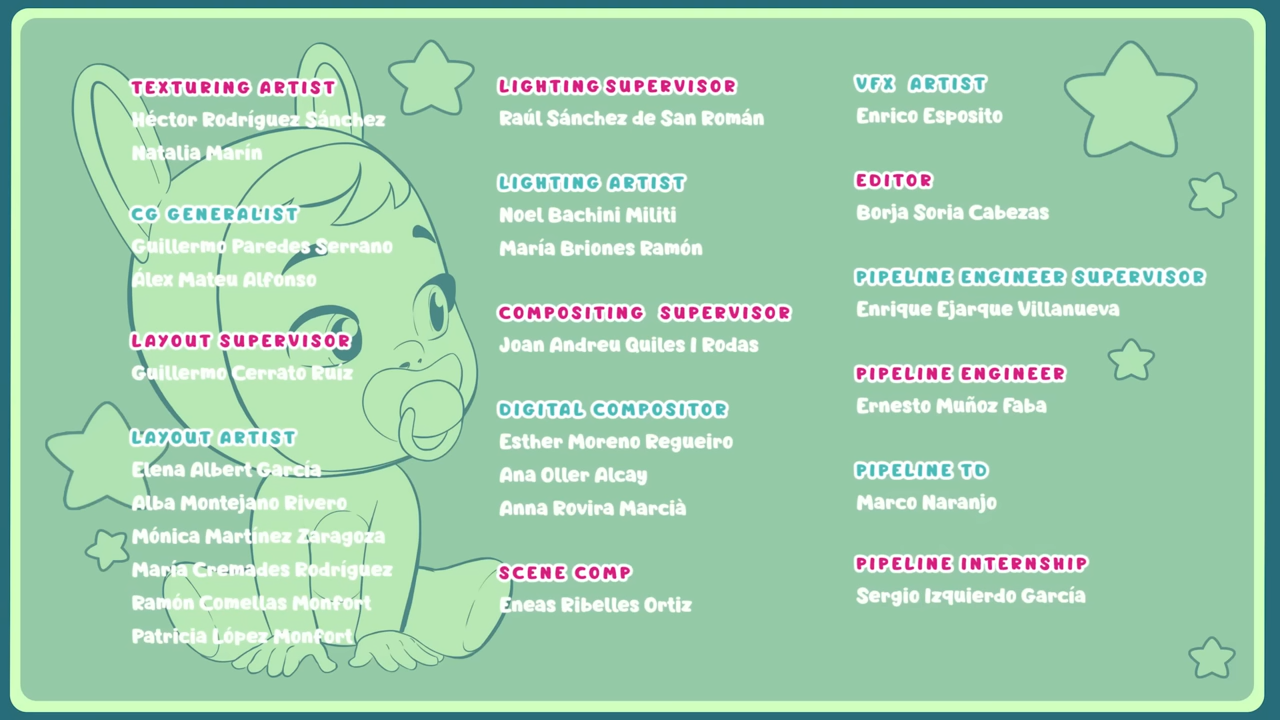 TEXTURING ARTIST
Héctor Rodríguez Sánchez
Natalia Marín
CG GENERALIST
Guillermo Paredes Serrano
Álex Mateu Alfonso
LAYOUT SUPERVISOR
Guillermo Cerrato Ruiz
LAYOUT ARTIST
Elena Albert García
Alba Montejano Rivero
Mónica Martínez Zaragoza
María Cremades Rodríguez
Ramón Comellas Monfort
Patricia López Monfort
LIGHTING SUPERVISOR
Raúl Sánchez de San Román
LIGHTING ARTIST
Noel Bachini Militi
María Briones Ramón
COMPOSITING SUPERVISOR
Joan Andreu Quiles I Rodas
DIGITAL COMPOSITOR
Esther Moreno Regueiro
Ana Oller Alcay
Anna Rovira Marcià
SCENE COMP
Eneas Ribelles Ortiz
VFX ARTIST
Enrico Esposito
EDITOR
Borja Soria Cabezas
PIPELINE ENGINEER SUPERVISOR
Enrique Ejarque Villanueva
PIPELINE ENGINEER
Ernesto Muñoz Faba
PIPELINE TD
Marco Naranjo
PIPELINE INTERNSHIP
Sergio Izquierdo García